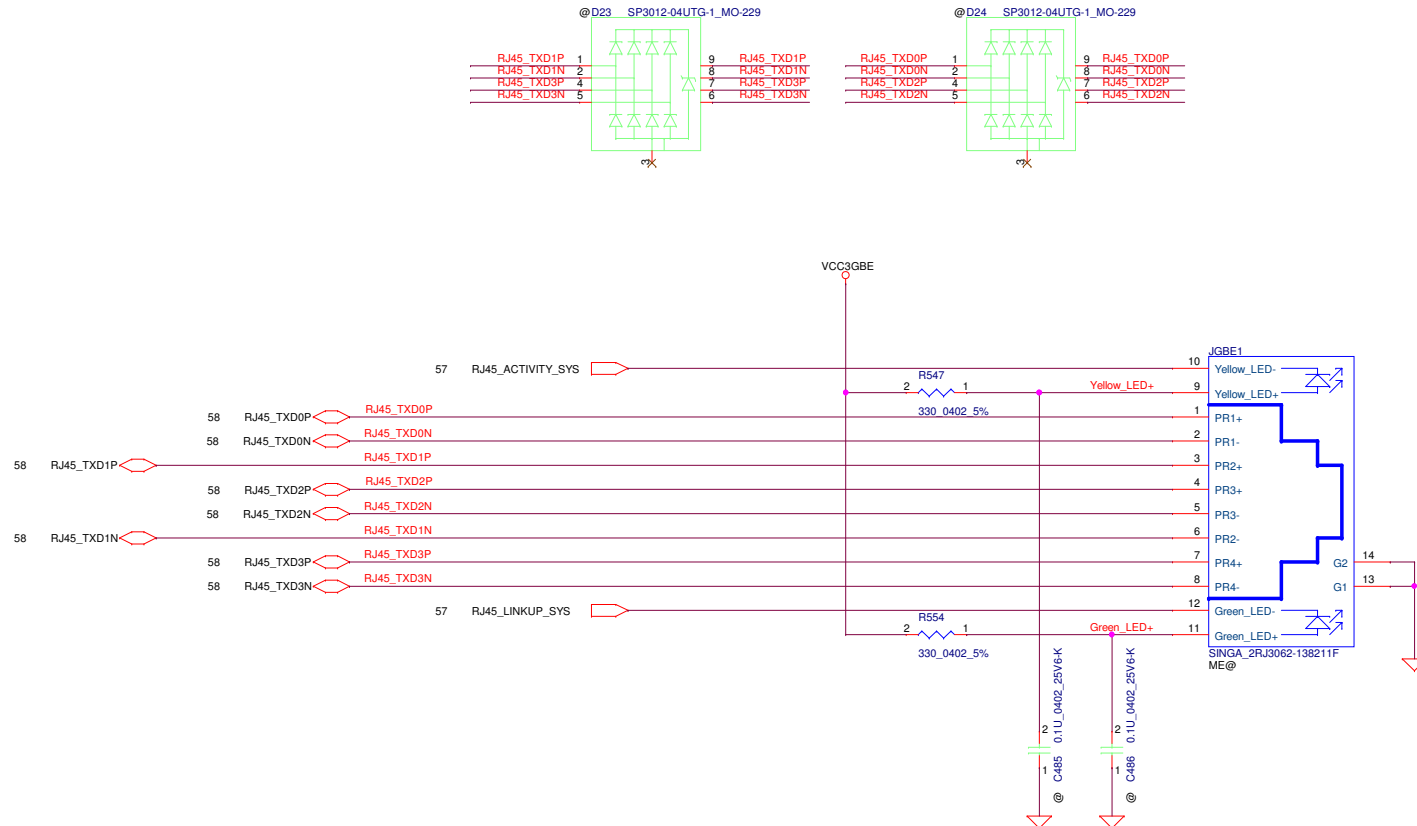 @D23 SP3012-04UTG-1_MO-229
@D24 SP3012-04UTG-1_MO-229
RJ45_TXD1P 1 9 RJ45_TXD1P
RJ45_TXD1N 2 8 RJ45_TXD1N
RJ45_TXD3P 4 7 RJ45_TXD3P
RJ45_TXD3N 5 6 RJ45_TXD3N
3
RJ45_TXD0P 1 9 RJ45_TXD0P
RJ45_TXD0N 2 8 RJ45_TXD0N
RJ45_TXD2P 4 7 RJ45_TXD2P
RJ45_TXD2N 5 6 RJ45_TXD2N
3
VCC3GBE
JGBE1
57 RJ45_ACTIVITY_SYS 10 Yellow_LED-
R547
2 1 Yellow_LED+ 9 Yellow_LED+
330_0402_5%
58 RJ45_TXD0P RJ45_TXD0P 1 PR1+
58 RJ45_TXD0N RJ45_TXD0N 2 PR1-
58 RJ45_TXD1P RJ45_TXD1P 3 PR2+
58 RJ45_TXD2P RJ45_TXD2P 4 PR3+
58 RJ45_TXD2N RJ45_TXD2N 5 PR3-
58 RJ45_TXD1N RJ45_TXD1N 6 PR2-
58 RJ45_TXD3P RJ45_TXD3P 7 PR4+ G2 14
58 RJ45_TXD3N RJ45_TXD3N 8 PR4- G1 13
57 RJ45_LINKUP_SYS 12 Green_LED-
R554
2 1 Green_LED+ 11 Green_LED+
330_0402_5%
SINGA_2RJ3062-138211F
ME@
2 1
@ C485 0.1U_0402_25V6-K
2 1
@ C486 0.1U_0402_25V6-K